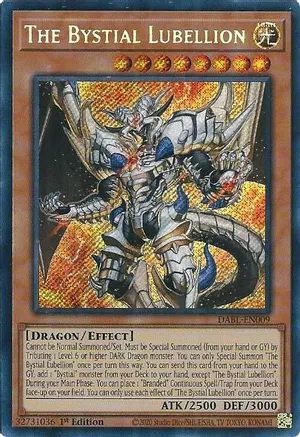 THE BYSTIAL LUBELLION
光
DABL-EN009
[DRAGON/EFFECT]
Cannot be Normal Summoned/Set. Must be Special Summoned (from your hand or GY) by
Tributing 1 Level 6 or higher DARK Dragon monster. You can only Special Summon "The
Bystial Lubellion" once per turn this way. You can send this card from your hand to the
GY; add 1 "Bystial" monster from your Deck to your hand, except "The Bystial Lubellion".
During your Main Phase: You can place 1 "Branded" Continuous Spell/Trap from your Deck
face-up on your field. You can only use each effect of "The Bystial Lubellion" once per turn.
ATK/2500 DEF/3000
32731036 1st Edition ©2020 Studio Dice/SHUEISHA, TV TOKYO, KONAMI